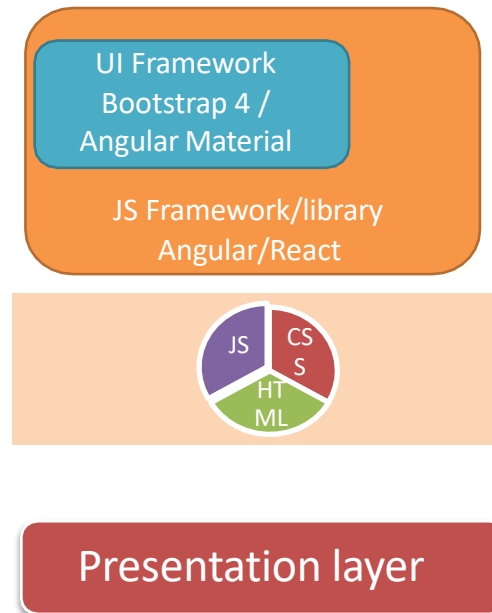 UI Framework
Bootstrap 4 /
Angular Material
JS Framework/library
Angular/React
JS
CS
S
HT
ML
Presentation layer